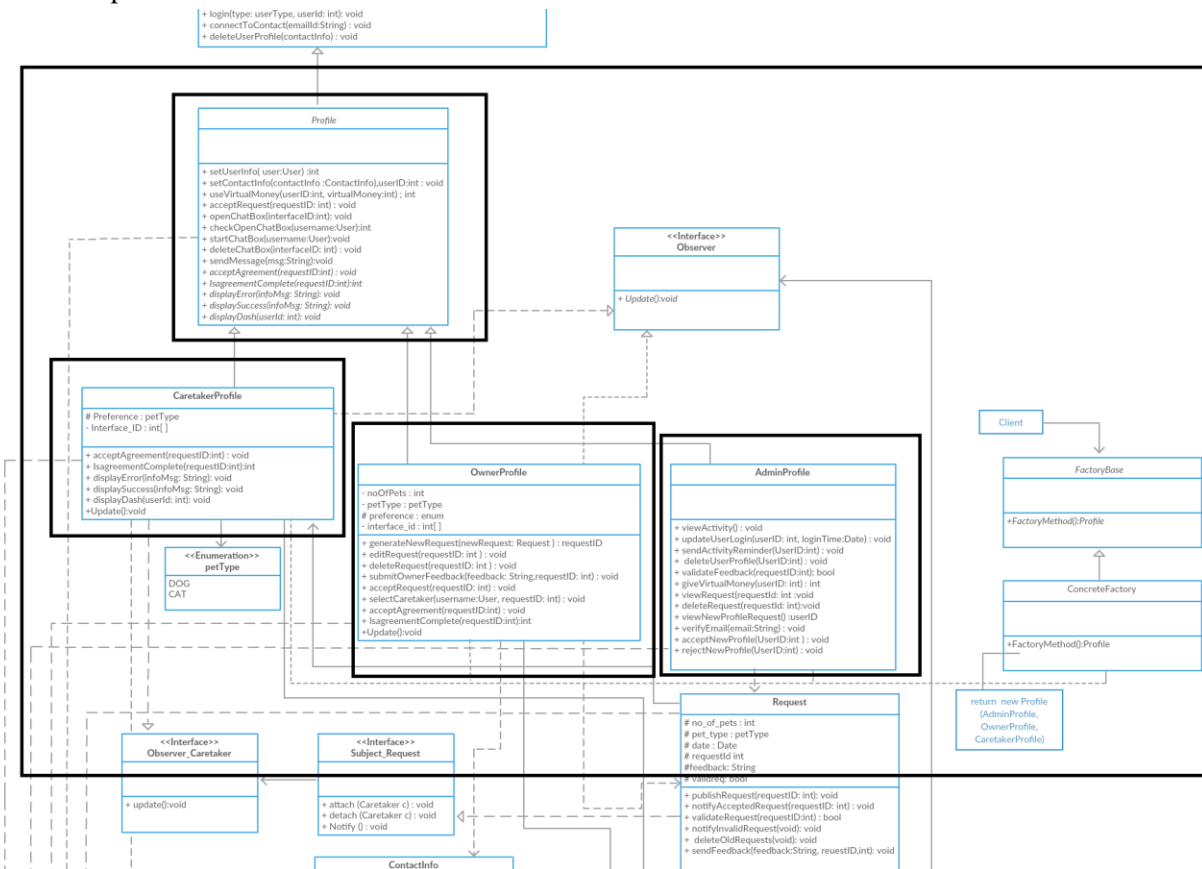 + login(type: userType, userId: int): void
+ connectToContact(emailId:String) : void
+ deleteUserProfile(contactInfo) : void
Profile
+ setUserInfo( user:User) :int
+ setContactInfo(contactInfo :ContactInfo),userID:int : void
+ useVirtualMoney(userID:int, virtualMoney:int) ; int
+ acceptRequest(requestID: int) : void
+ openChatBox(interfaceID:int): void
+ checkOpenChatBox(username:User):int
+ startChatBox(username:User):void
+ deleteChatBox(interfaceID: int) : void
+ sendMessage(msg:String):void
+ acceptAgreement(requestID:int) : void
+ IsagreementComplete(requestID:int):int
+ displayError(infoMsg: String): void
+ displaySuccess(infoMsg: String): void
+ displayDash(userId: int): void
<<Interface>>
Observer
+ Update():void
CaretakerProfile
# Preference : petType
- Interface_ID : int[ ]
+ acceptAgreement(requestID:int) : void
+ IsagreementComplete(requestID:int):int
+ displayError(infoMsg: String): void
+ displaySuccess(infoMsg: String): void
+ displayDash(userId: int): void
+Update():void
<<Enumeration>>
petType
DOG
CAT
OwnerProfile
- noOfPets : int
- petType : petType
# preference : enum
- interface_id : int[ ]
+ generateNewRequest(newRequest: Request ) : requestID
+ editRequest(requestID: int ) : void
+ deleteRequest(requestID: int ) : void
+ submitOwnerFeedback(feedback: String,requestID: int) : void
+ acceptRequest(requestID: int) : void
+ selectCaretaker(username:User, requestID: int) : void
+ acceptAgreement(requestID:int) : void
+ IsagreementComplete(requestID:int):int
+Update():void
AdminProfile
+ viewActivity() : void
+ updateUserLogin(userID: int, loginTime:Date) : void
+ sendActivityReminder(UserID:int) : void
+ deleteUserProfile(UserID:int) : void
+ validateFeedback(requestID:int): bool
+ giveVirtualMoney(userID: int) : int
+ viewRequest(requestId: int :void
+ deleteRequest(requestId: int):void
+ viewNewProfileRequest() :userID
+ verifyEmail(email:String) : void
+ acceptNewProfile(UserID:int ) : void
+ rejectNewProfile(UserID:int) : void
Client
FactoryBase
+FactoryMethod():Profile
ConcreteFactory
+FactoryMethod():Profile
return new Profile
(AdminProfile,
OwnerProfile,
CaretakerProfile)
<<Interface>>
Observer_Caretaker
+ update():void
<<Interface>>
Subject_Request
+ attach (Caretaker c) : void
+ detach (Caretaker c) : void
+ Notify () : void
Request
# no_of_pets : int
# pet_type : petType
# date : Date
# requestId int
#feedback: String
# validreq: bool
+ publishRequest(requestID: int): void
+ notifyAcceptedRequest(requestID: int) : void
+ validateRequest(requestID:int) : bool
+ notifyInvalidRequest(void): void
+ deleteOldRequests(void): void
+ sendFeedback(feedback:String, reuestID,int): void
ContactInfo